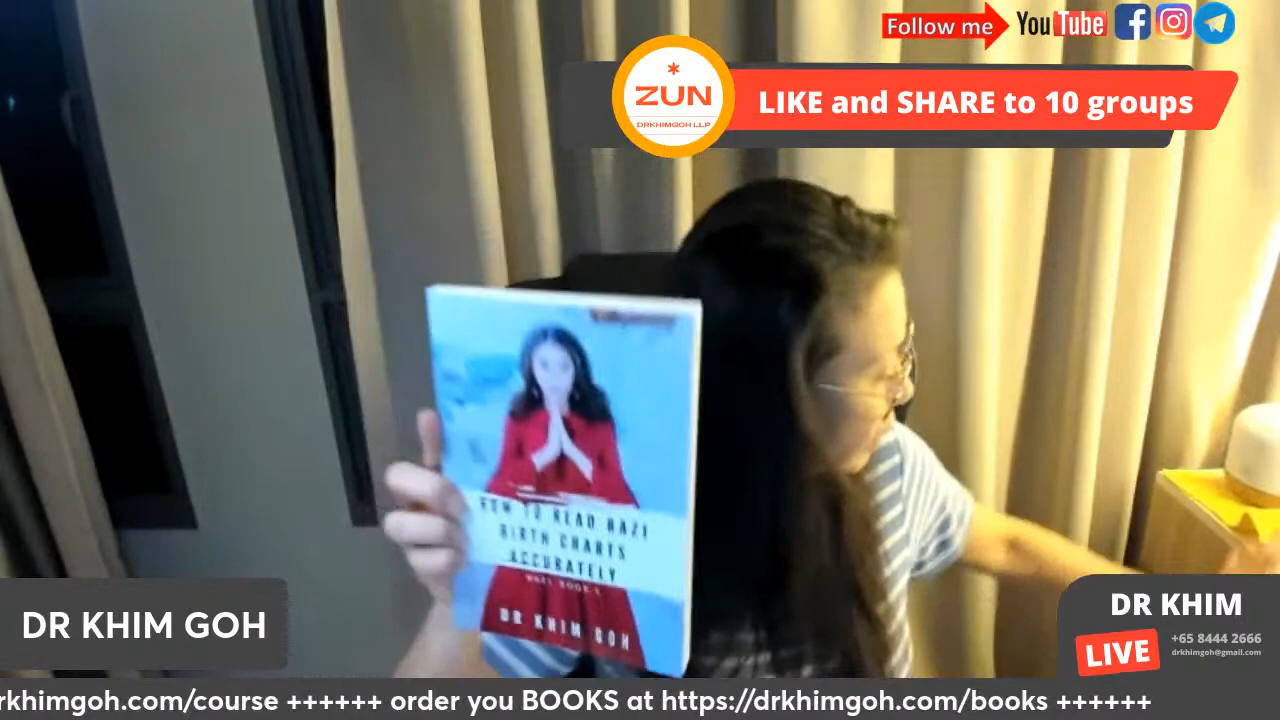 Follow me YouTube
ZUN
DRKHIMGOH LLP
LIKE and SHARE to 10 groups
HOW TO READ BAZI
BIRTH CHARTS
ACCURATELY
DR KHIM GOH
DR KHIM GOH
DR KHIM
LIVE
+65 8444 2666
drkhimgoh@gmail.com
rkhimgoh.com/course ++++++ order you BOOKS at https://drkhimgoh.com/books ++++++